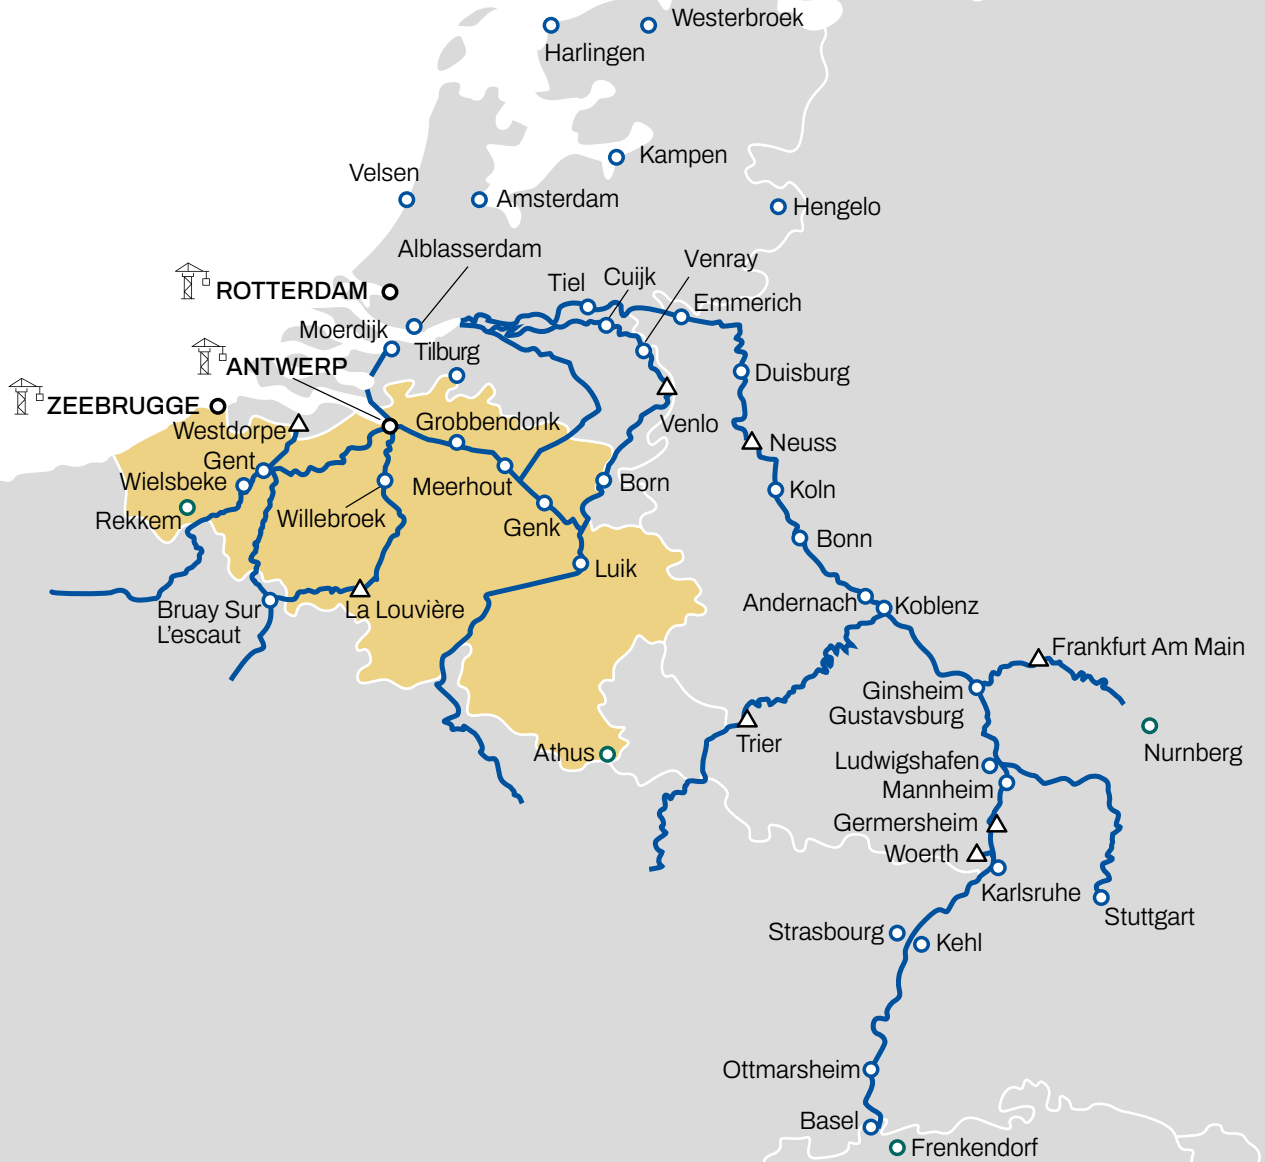 Westerbroek
Harlingen
Kampen
Velsen
Amsterdam
Hengelo
Alblasserdam
Venray
Cuijk
Tiel
ROTTERDAM
Emmerich
Moerdijk
Tilburg
ANTWERP
Duisburg
ZEEBRUGGE
Grobbendonk
Venlo
Westdorpe
Neuss
Gent
Wielsbeke
Meerhout
Born
Koln
Rekkem
Willebroek
Genk
Bonn
Luik
Andernach
Koblenz
Bruay Sur
L'escaut
La Louvière
Frankfurt Am Main
Ginsheim
Gustavsburg
Trier
Athus
Nurnberg
Ludwigshafen
Mannheim
Germersheim
Woerth
Karlsruhe
Stuttgart
Strasbourg
Kehl
Ottmarsheim
Basel
Frenkendorf